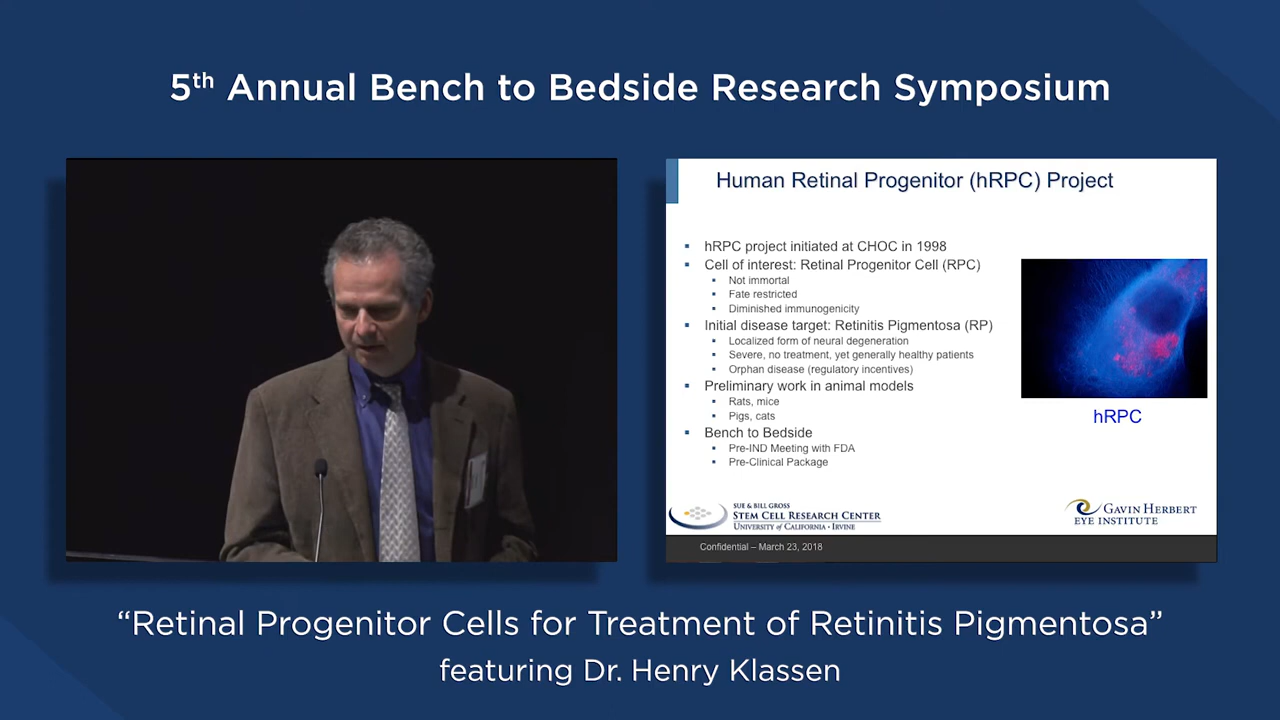 5th Annual Bench to Bedside Research Symposium
Human Retinal Progenitor (hRPC) Project
▪ hRPC project initiated at CHOC in 1998
▪ Cell of interest: Retinal Progenitor Cell (RPC)
▪ Not immortal
▪ Fate restricted
▪ Diminished immunogenicity
▪ Initial disease target: Retinitis Pigmentosa (RP)
▪ Localized form of neural degeneration
▪ Severe, no treatment, yet generally healthy patients
▪ Orphan disease (regulatory incentives)
▪ Preliminary work in animal models
▪ Rats, mice
▪ Pigs, cats
▪ Bench to Bedside
▪ Pre-IND Meeting with FDA
▪ Pre-Clinical Package
hRPC
SUE & BILL GROSS
STEM CELL RESEARCH CENTER
UNIVERSITY OF CALIFORNIA • IRVINE
GAVIN HERBERT
EYE INSTITUTE
Confidential – March 23, 2018
“Retinal Progenitor Cells for Treatment of Retinitis Pigmentosa”
featuring Dr. Henry Klassen